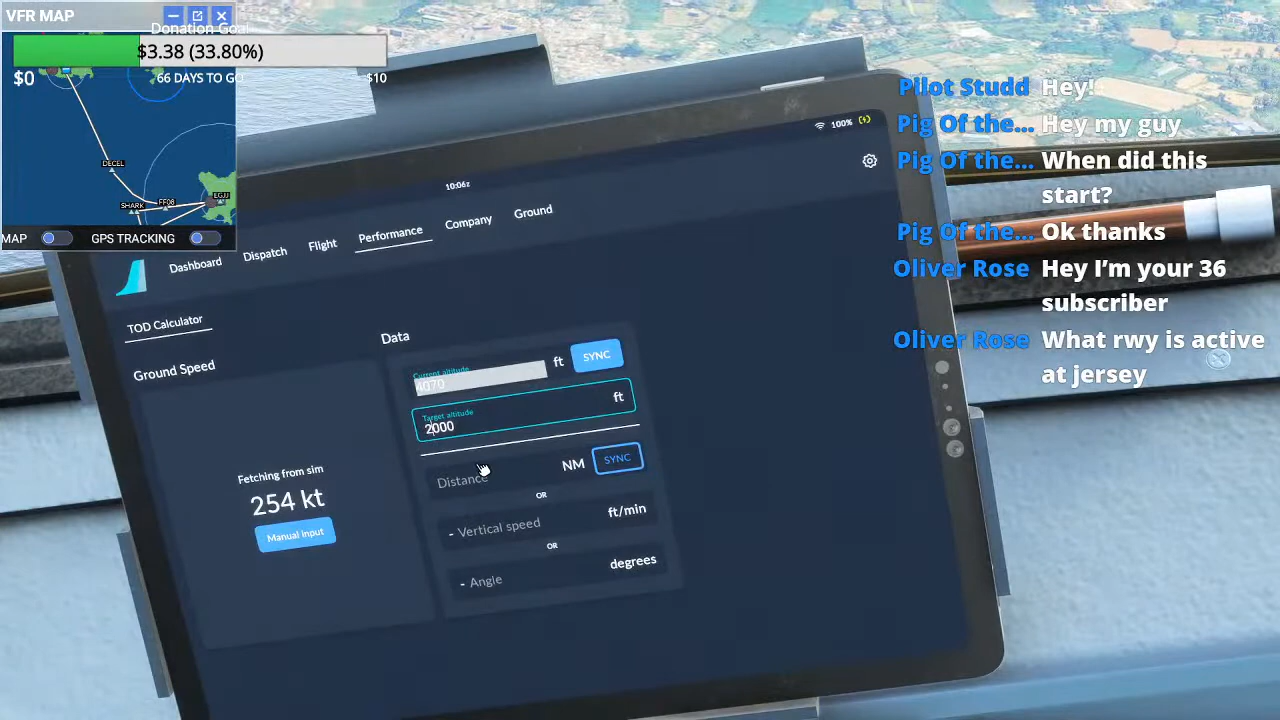 VFR MAP
Donation Goal
$3.38 (33.80%)
$0
66 DAYS TO GO
$10
DECEL
SHARK
FF08
EGJJ
MAP
GPS TRACKING
10:06z
100%
Dashboard
Dispatch
Flight
Performance
Company
Ground
TOD Calculator
Ground Speed
Fetching from sim
254 kt
Manual input
Data
Current altitude
4070
ft
SYNC
Target altitude
2000
ft
Distance
NM
SYNC
OR
- Vertical speed
ft/min
OR
- Angle
degrees
Pilot Studd Hey!
Pig Of the... Hey my guy
Pig Of the... When did this
start?
Pig Of the... Ok thanks
Oliver Rose Hey I’m your 36
subscriber
Oliver Rose What rwy is active
at jersey